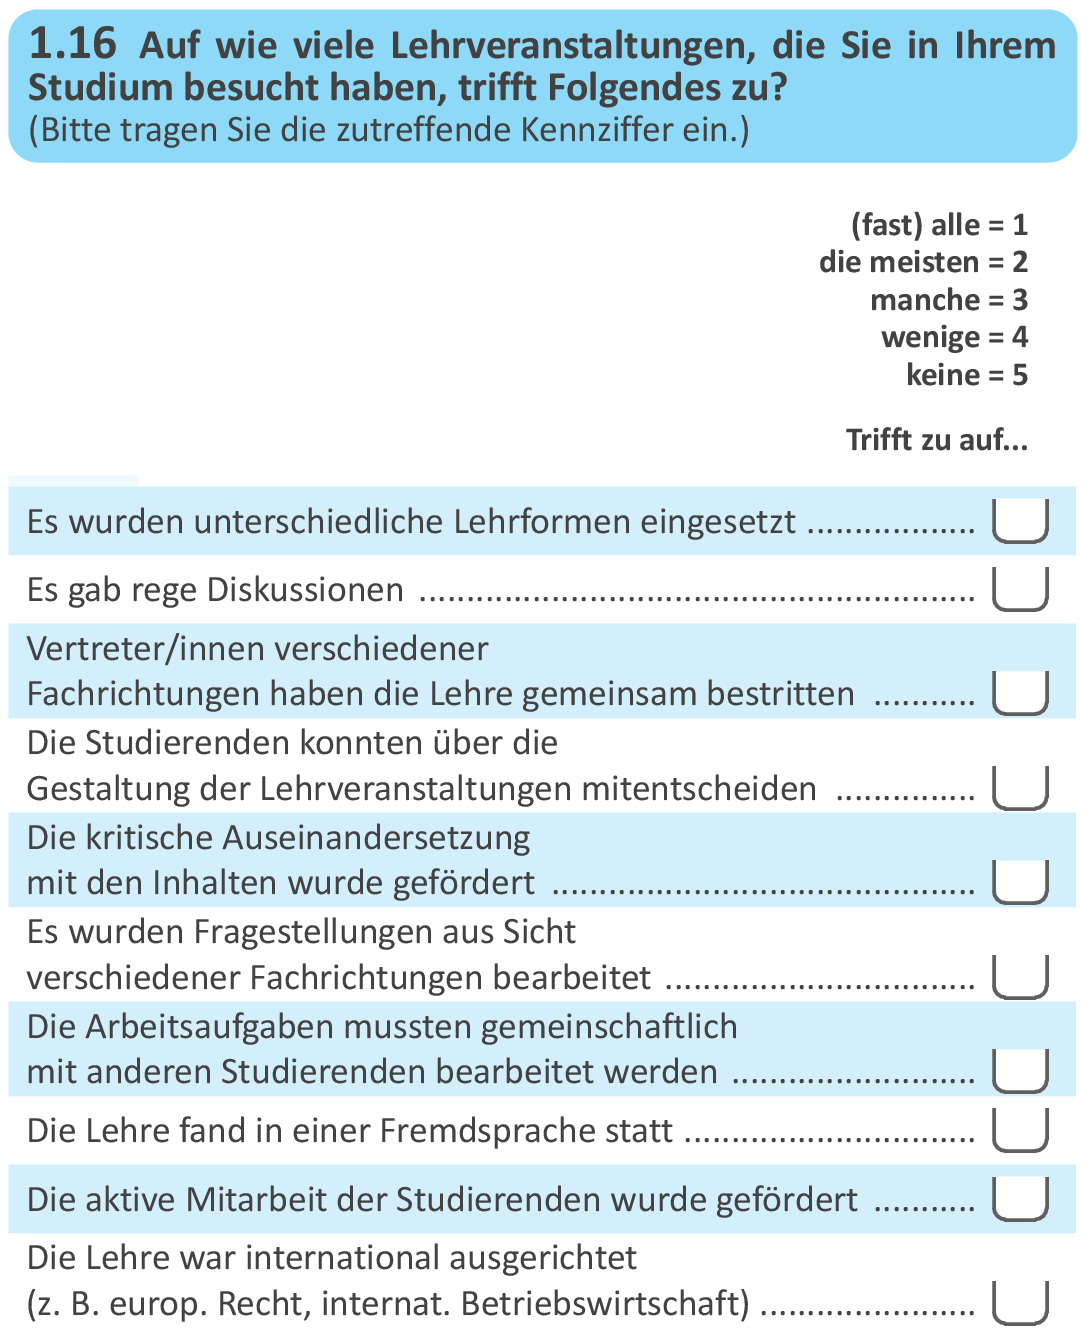 1.16 Auf wie viele Lehrveranstaltungen, die Sie in Ihrem
Studium besucht haben, trifft Folgendes zu?
(Bitte tragen Sie die zutreffende Kennziffer ein.)
(fast) alle = 1
die meisten = 2
manche = 3
wenige = 4
keine = 5
Trifft zu auf...
Es wurden unterschiedliche Lehrformen eingesetzt ..................
Es gab rege Diskussionen ...........................................................
Vertreter/innen verschiedener
Fachrichtungen haben die Lehre gemeinsam bestritten ...........
Die Studierenden konnten über die
Gestaltung der Lehrveranstaltungen mitentscheiden ...............
Die kritische Auseinandersetzung
mit den Inhalten wurde gefördert .............................................
Es wurden Fragestellungen aus Sicht
verschiedener Fachrichtungen bearbeitet .................................
Die Arbeitsaufgaben mussten gemeinschaftlich
mit anderen Studierenden bearbeitet werden ..........................
Die Lehre fand in einer Fremdsprache statt ...............................
Die aktive Mitarbeit der Studierenden wurde gefördert ...........
Die Lehre war international ausgerichtet
(z. B. europ. Recht, internat. Betriebswirtschaft) .......................